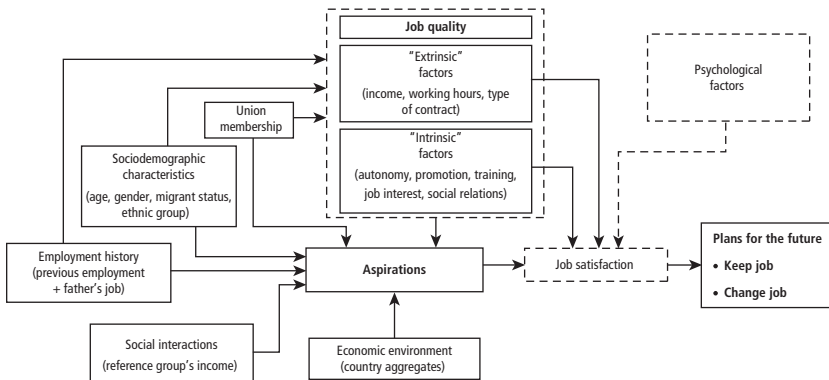 Job quality
"Extrinsic"
factors
(income, working hours, type
of contract)
"Intrinsic"
factors
(autonomy, promotion, training,
job interest, social relations)
Psychological
factors
Union
membership
Sociodemographic
characteristics
(age, gender, migrant status,
ethnic group)
Employment history
(previous employment
+ father's job)
Social interactions
(reference group's income)
Aspirations
Economic environment
(country aggregates)
Job satisfaction
Plans for the future
• Keep job
• Change job